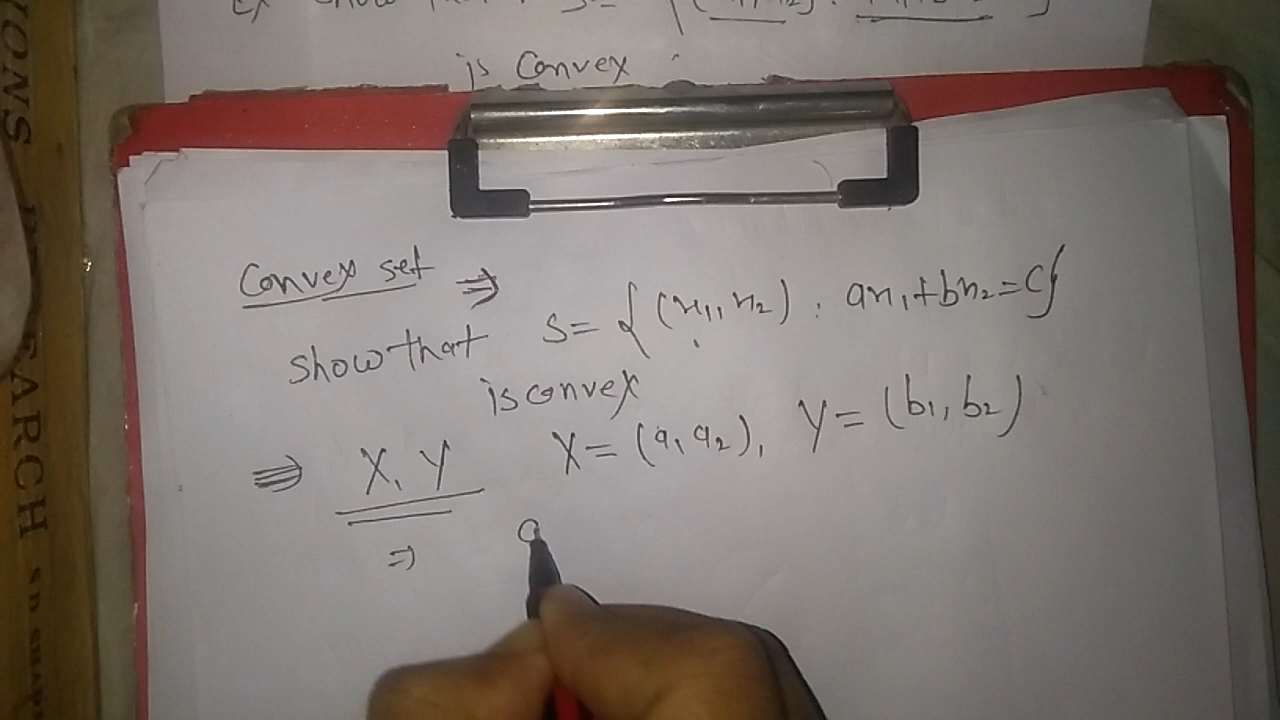 is Convex
Convex set ⇒
show that S= {(x1, x2) : ax1+bx2=c}
is convex
⇒ X, Y X= (a1 a2), Y= (b1, b2)
⇒ a